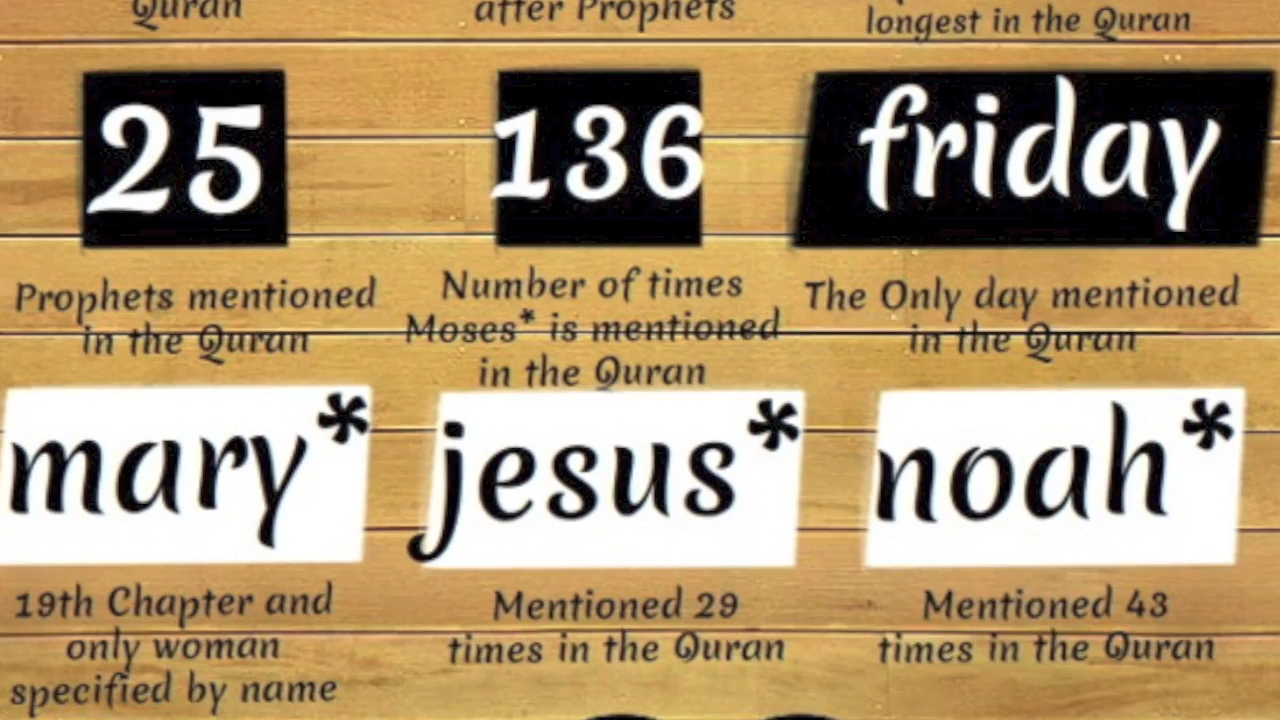 Quran
after Prophets
longest in the Quran
25
Prophets mentioned
in the Quran
136
Number of times
Moses* is mentioned
in the Quran
friday
The Only day mentioned
in the Quran
mary*
19th Chapter and
only woman
specified by name
jesus*
Mentioned 29
times in the Quran
noah*
Mentioned 43
times in the Quran